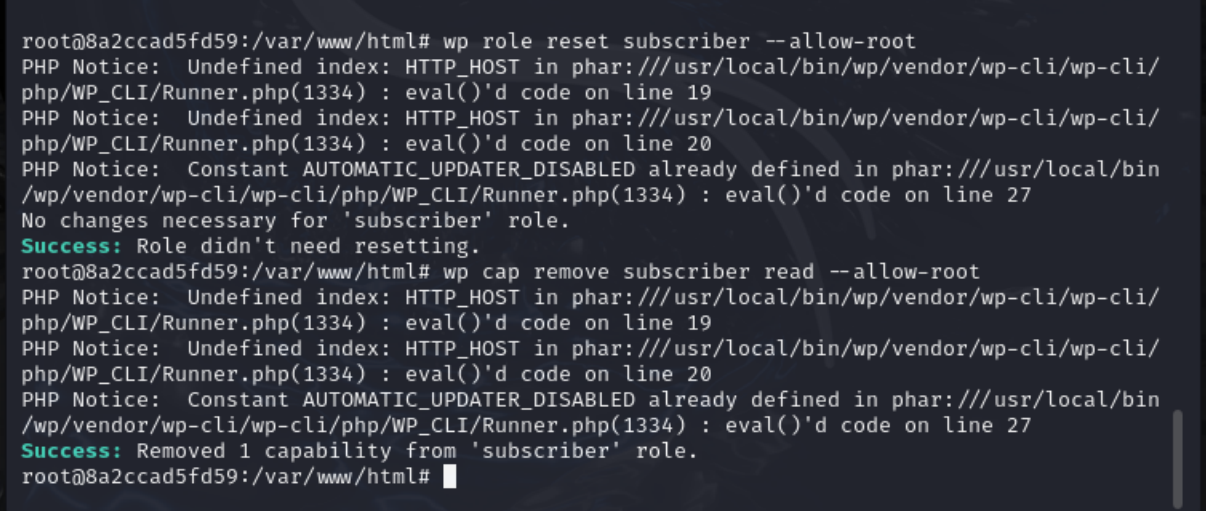 root@8a2ccad5fd59:/var/www/html# wp role reset subscriber --allow-root
PHP Notice:  Undefined index: HTTP_HOST in phar:///usr/local/bin/wp/vendor/wp-cli/wp-cli/
php/WP_CLI/Runner.php(1334) : eval()'d code on line 19
PHP Notice:  Undefined index: HTTP_HOST in phar:///usr/local/bin/wp/vendor/wp-cli/wp-cli/
php/WP_CLI/Runner.php(1334) : eval()'d code on line 20
PHP Notice:  Constant AUTOMATIC_UPDATER_DISABLED already defined in phar:///usr/local/bin
/wp/vendor/wp-cli/wp-cli/php/WP_CLI/Runner.php(1334) : eval()'d code on line 27
No changes necessary for 'subscriber' role.
Success: Role didn't need resetting.
root@8a2ccad5fd59:/var/www/html# wp cap remove subscriber read --allow-root
PHP Notice:  Undefined index: HTTP_HOST in phar:///usr/local/bin/wp/vendor/wp-cli/wp-cli/
php/WP_CLI/Runner.php(1334) : eval()'d code on line 19
PHP Notice:  Undefined index: HTTP_HOST in phar:///usr/local/bin/wp/vendor/wp-cli/wp-cli/
php/WP_CLI/Runner.php(1334) : eval()'d code on line 20
PHP Notice:  Constant AUTOMATIC_UPDATER_DISABLED already defined in phar:///usr/local/bin
/wp/vendor/wp-cli/wp-cli/php/WP_CLI/Runner.php(1334) : eval()'d code on line 27
Success: Removed 1 capability from 'subscriber' role.
root@8a2ccad5fd59:/var/www/html#